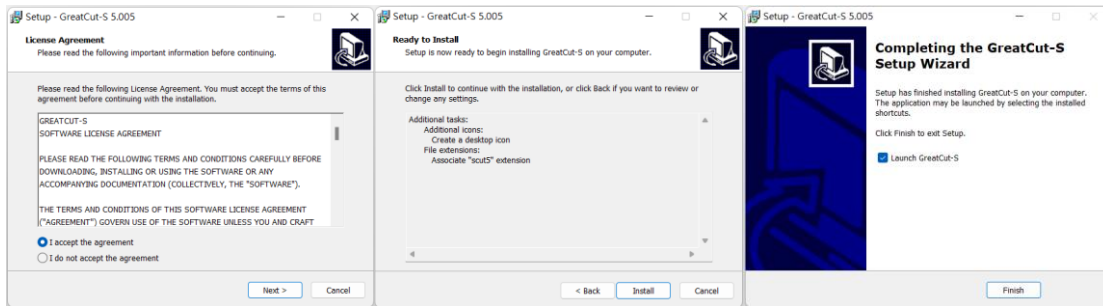 Setup - GreatCut-S 5.005
License Agreement
Please read the following important information before continuing.
Please read the following License Agreement. You must accept the terms of this
agreement before continuing with the installation.
GREATCUT-S
SOFTWARE LICENSE AGREEMENT
PLEASE READ THE FOLLOWING TERMS AND CONDITIONS CAREFULLY BEFORE
DOWNLOADING, INSTALLING OR USING THE SOFTWARE OR ANY
ACCOMPANYING DOCUMENTATION (COLLECTIVELY, THE "SOFTWARE").
THE TERMS AND CONDITIONS OF THIS SOFTWARE LICENSE AGREEMENT
("AGREEMENT") GOVERN USE OF THE SOFTWARE UNLESS YOU AND CRAFT
I accept the agreement
I do not accept the agreement
Next >
Cancel
Setup - GreatCut-S 5.005
Ready to Install
Setup is now ready to begin installing GreatCut-S on your computer.
Click Install to continue with the installation, or click Back if you want to review or
change any settings.
Additional tasks:
Additional icons:
Create a desktop icon
File extensions:
Associate "scut5" extension
< Back
Install
Cancel
Setup - GreatCut-S 5.005
Completing the GreatCut-S
Setup Wizard
Setup has finished installing GreatCut-S on your computer.
The application may be launched by selecting the installed
shortcuts.
Click Finish to exit Setup.
Launch GreatCut-S
Finish